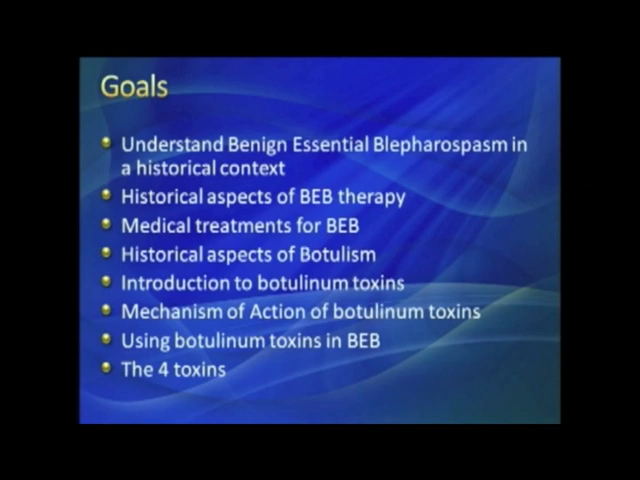 Goals
Understand Benign Essential Blepharospasm in
a historical context
Historical aspects of BEB therapy
Medical treatments for BEB
Historical aspects of Botulism
Introduction to botulinum toxins
Mechanism of Action of botulinum toxins
Using botulinum toxins in BEB
The 4 toxins